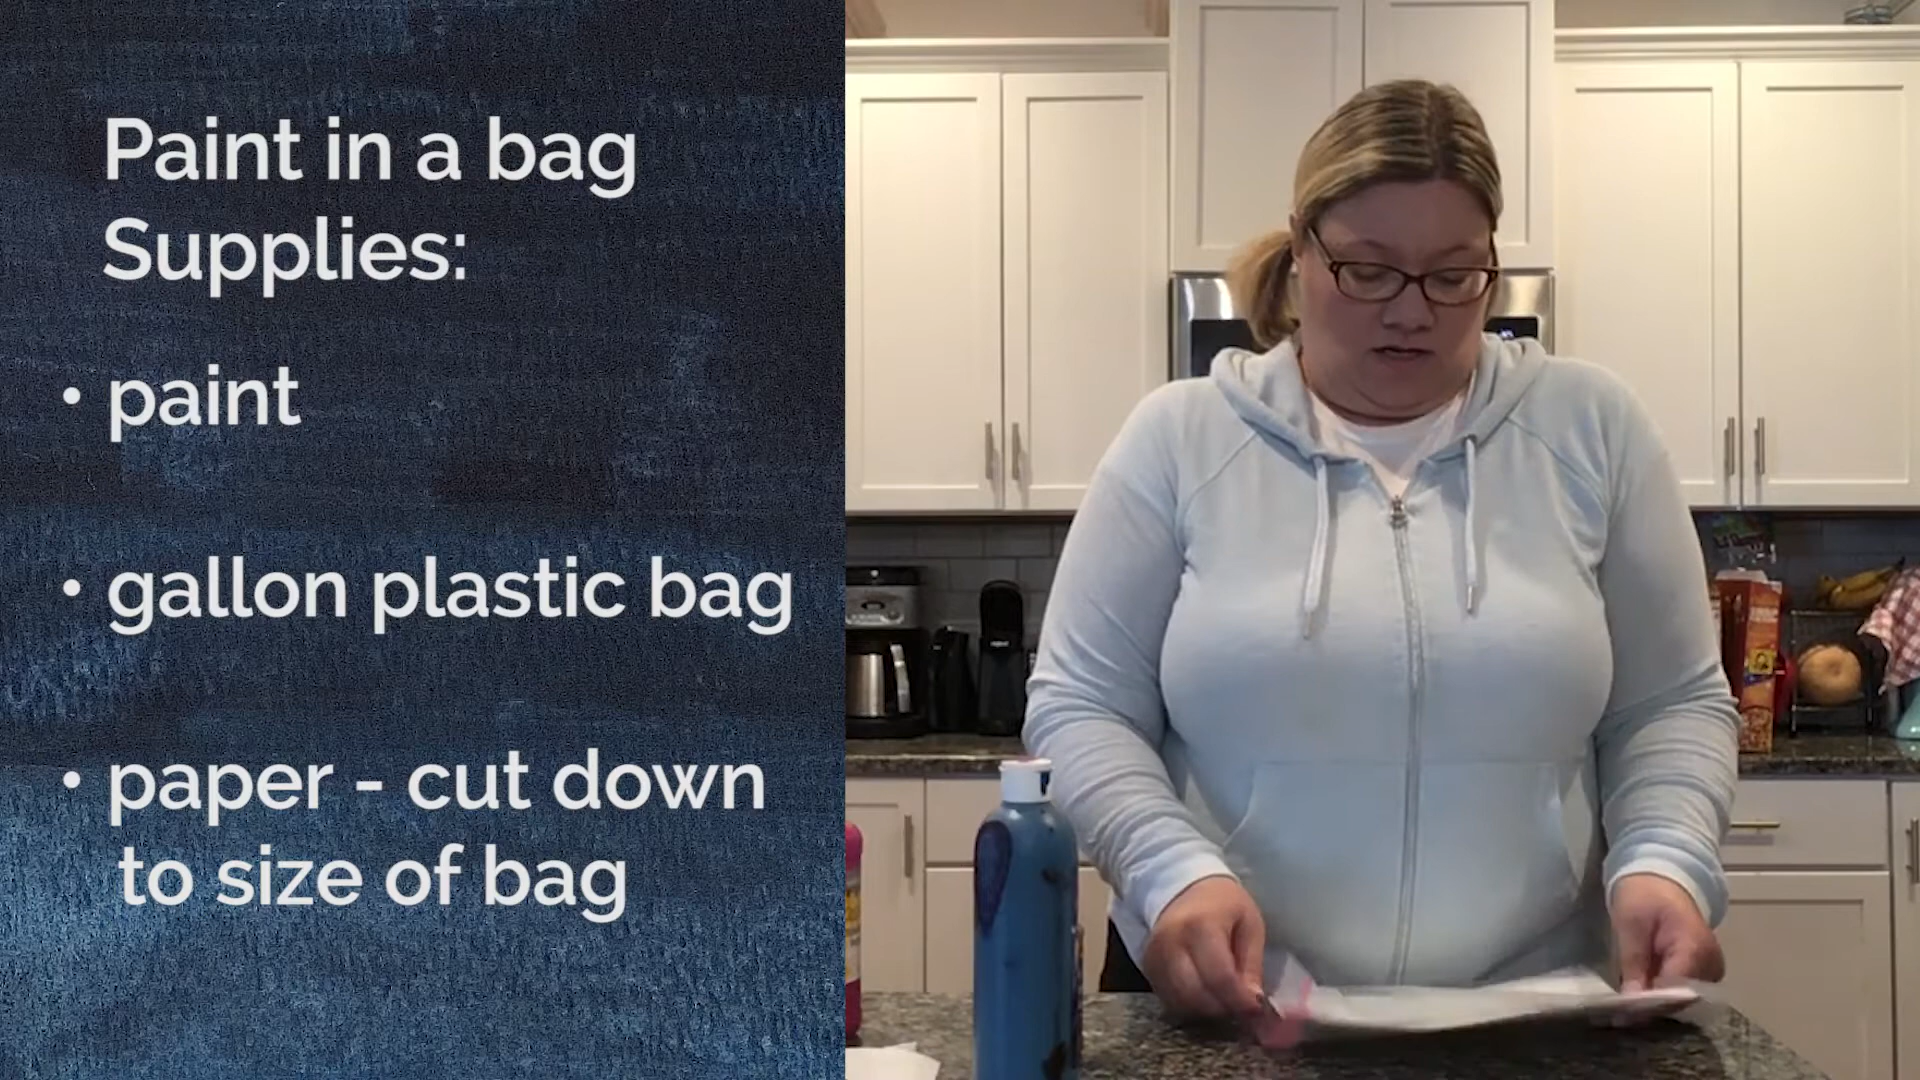 Paint in a bag
Supplies:
• paint
• gallon plastic bag
• paper - cut down
to size of bag